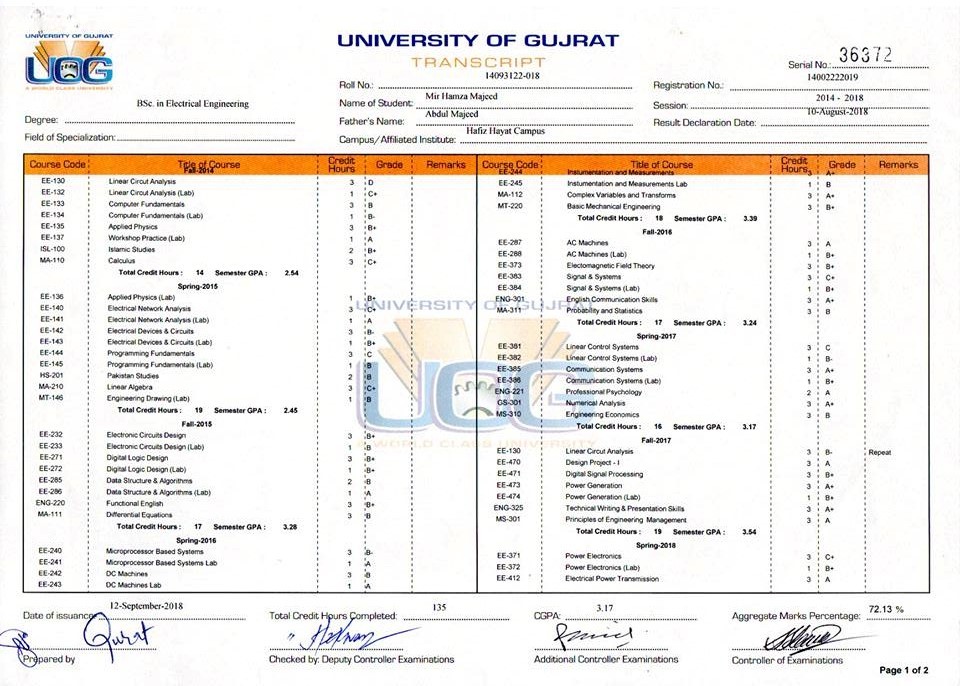 UNIVERSITY OF GUJRAT
UOG
A WORLD CLASS UNIVERSITY
UNIVERSITY OF GUJRAT
TRANSCRIPT
Serial No.: 36372
Roll No.: 14093122-018
Registration No.: 14002222019
Name of Student: Mir Hamza Majeed
Session: 2014 - 2018
Degree: BSc. in Electrical Engineering
Father's Name: Abdul Majeed
Result Declaration Date: 10-August-2018
Field of Specialization:
Campus/Affiliated Institute: Hafiz Hayat Campus
Course Code Title of Course Credit Hours Grade Remarks
Fall-2014
EE-130 Linear Circut Analysis 3 D
EE-132 Linear Circut Analysis (Lab) 1 C+
EE-133 Computer Fundamentals 3 B
EE-134 Computer Fundamentals (Lab) 1 B-
EE-135 Applied Physics 3 B+
EE-137 Workshop Practice (Lab) 1 A
ISL-100 Islamic Studies 2 B+
MA-110 Calculus 3 C+
Total Credit Hours : 14 Semester GPA : 2.54
Spring-2015
EE-136 Applied Physics (Lab) 1 B+
EE-140 Electrical Network Analysis 3 C+
EE-141 Electrical Network Analysis (Lab) 1 A
EE-142 Electrical Devices & Circuits 3 B-
EE-143 Electrical Devices & Circuits (Lab) 1 B+
EE-144 Programming Fundamentals 3 C
EE-145 Programming Fundamentals (Lab) 1 B
HS-201 Pakistan Studies 2 B
MA-210 Linear Algebra 3 C+
MT-146 Engineering Drawing (Lab) 1 B
Total Credit Hours : 19 Semester GPA : 2.45
Fall-2015
EE-232 Electronic Circuits Design 3 B+
EE-233 Electronic Circuits Design (Lab) 1 B
EE-271 Digital Logic Design 3 B+
EE-272 Digital Logic Design (Lab) 1 B+
EE-285 Data Structure & Algorithms 2 B
EE-286 Data Structure & Algorithms (Lab) 1 A
ENG-220 Functional English 3 B+
MA-111 Differential Equations 3 B
Total Credit Hours : 17 Semester GPA : 3.28
Spring-2016
EE-240 Microprocessor Based Systems 3 B-
EE-241 Microprocessor Based Systems Lab 1 A
EE-242 DC Machines 3 B
EE-243 DC Machines Lab 1 A
Course Code Title of Course Credit Hours Grade Remarks
EE-244 Instumentation and Measurements 3 A+
EE-245 Instumentation and Measurements Lab 1 B
MA-112 Complex Variables and Transforms 3 A+
MT-220 Basic Mechanical Engineering 3 B+
Total Credit Hours : 18 Semester GPA : 3.39
Fall-2016
EE-287 AC Machines 3 A
EE-288 AC Machines (Lab) 1 B+
EE-373 Electomagnetic Field Theory 3 B+
EE-383 Signal & Systems 3 C+
EE-384 Signal & Systems (Lab) 1 B+
ENG-301 English Communication Skills 3 A+
MA-311 Probability and Statistics 3 B
Total Credit Hours : 17 Semester GPA : 3.24
Spring-2017
EE-381 Linear Control Systems 3 C
EE-382 Linear Control Systems (Lab) 1 B-
EE-385 Communication Systems 3 A+
EE-386 Communication Systems (Lab) 1 B+
ENG-221 Professional Psychology 2 A
GS-301 Numerical Analysis 3 A+
MS-310 Engineering Economics 3 B
Total Credit Hours : 16 Semester GPA : 3.17
Fall-2017
EE-130 Linear Circut Analysis 3 B- Repeat
EE-470 Design Project - I 3 A
EE-471 Digital Signal Processing 3 B+
EE-473 Power Generation 3 A+
EE-474 Power Generation (Lab) 1 B+
ENG-325 Technical Writing & Presentation Skills 3 A+
MS-301 Principles of Engineering Management 3 A
Total Credit Hours : 19 Semester GPA : 3.54
Spring-2018
EE-371 Power Electronics 3 C+
EE-372 Power Electronics (Lab) 1 B+
EE-412 Electrical Power Transmission 3 A
UNIVERSITY OF GUJRAT
UOG
A WORLD CLASS UNIVERSITY
Date of issuance: 12-September-2018
Total Credit Hours Completed: 135
CGPA: 3.17
Aggregate Marks Percentage: 72.13 %
Prepared by
Checked by: Deputy Controller Examinations
Additional Controller Examinations
Controller of Examinations
Page 1 of 2